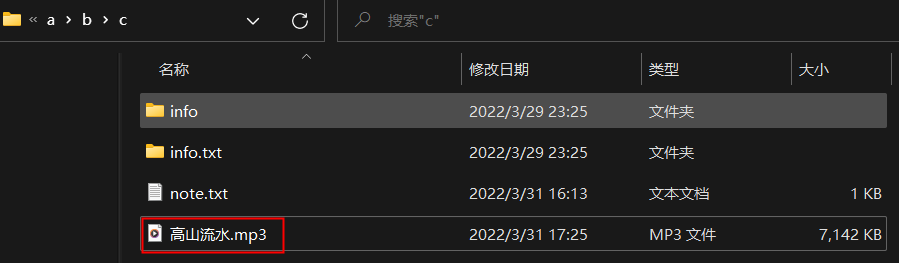 « a › b › c 搜索"c"
名称 修改日期 类型 大小
info 2022/3/29 23:25 文件夹
info.txt 2022/3/29 23:25 文件夹
note.txt 2022/3/31 16:13 文本文档 1 KB
高山流水.mp3 2022/3/31 17:25 MP3 文件 7,142 KB